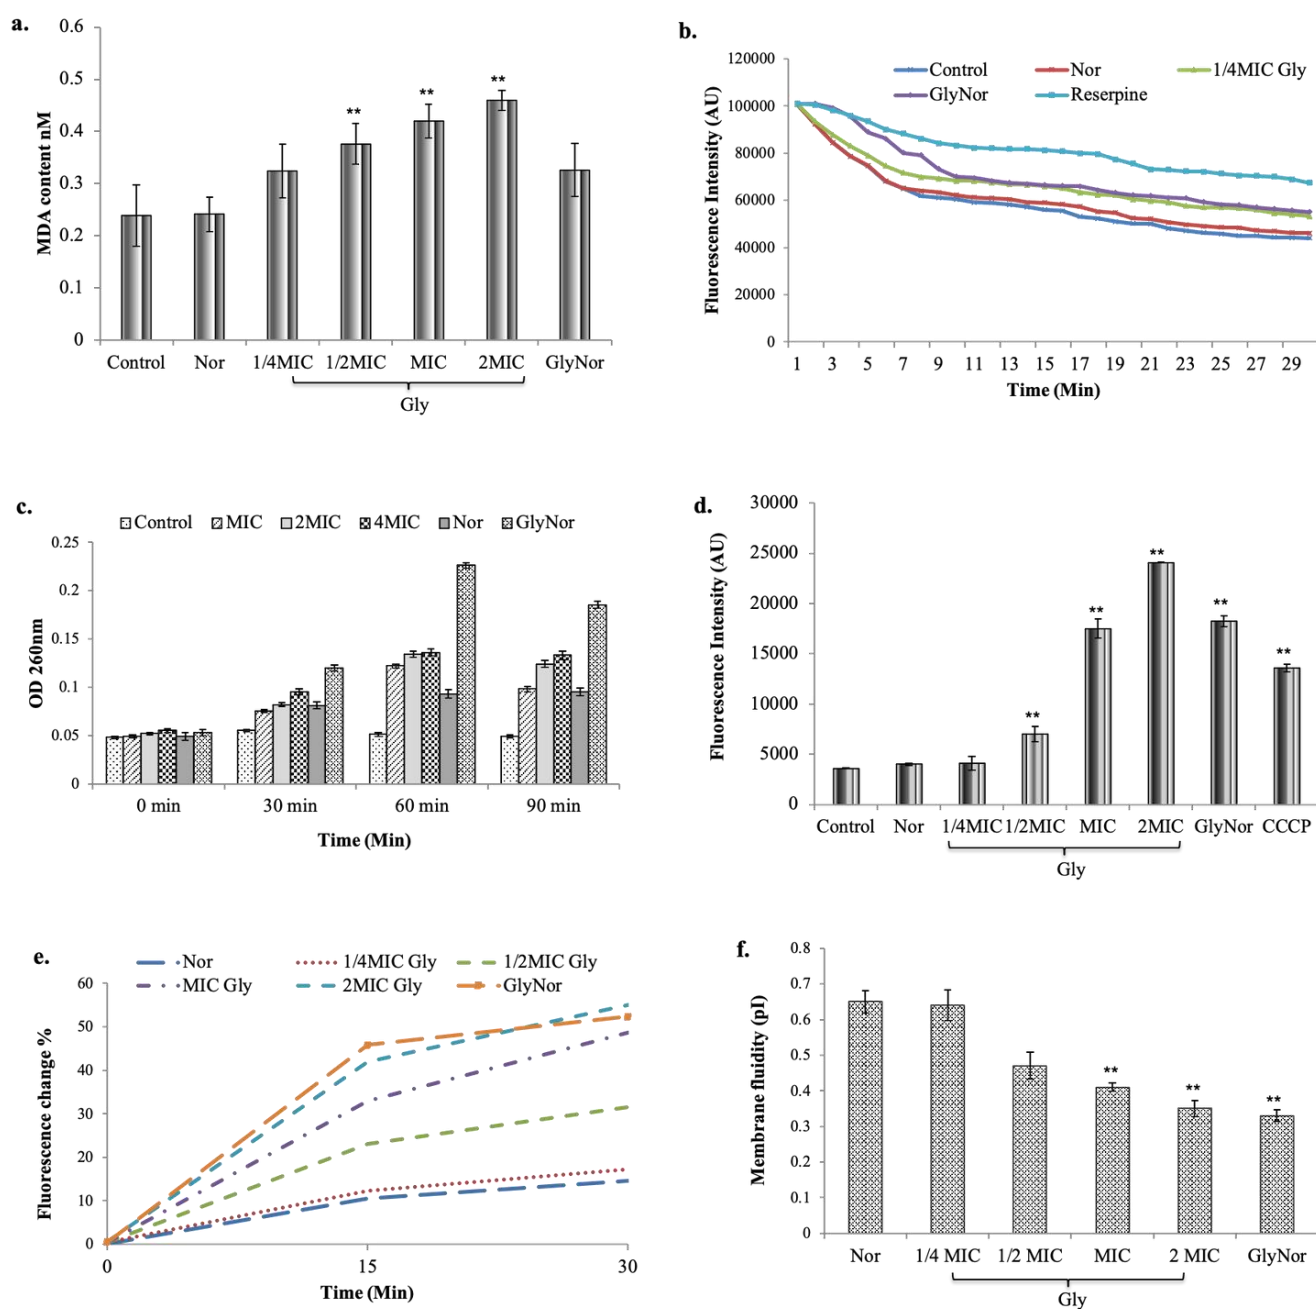 a.
MDA content nM
0.6
0.5
0.4
0.3
0.2
0.1
0
** ** **
Control Nor 1/4MIC 1/2MIC MIC 2MIC GlyNor
Gly
b.
Fluorescence Intensity (AU)
120000
100000
80000
60000
40000
20000
0
Control Nor 1/4MIC Gly
GlyNor Reserpine
1 3 5 7 9 11 13 15 17 19 21 23 25 27 29
Time (Min)
c.
Control MIC 2MIC 4MIC Nor GlyNor
OD 260nm
0.25
0.2
0.15
0.1
0.05
0
0 min 30 min 60 min 90 min
Time (Min)
d.
Fluorescence Intensity (AU)
30000
25000
20000
15000
10000
5000
0
** ** ** ** **
Control Nor 1/4MIC 1/2MIC MIC 2MIC GlyNor CCCP
Gly
e.
Nor 1/4MIC Gly 1/2MIC Gly
MIC Gly 2MIC Gly GlyNor
Fluorescence change %
60
50
40
30
20
10
0
0 15 30
Time (Min)
f.
Membrane fluidity (pI)
0.8
0.7
0.6
0.5
0.4
0.3
0.2
0.1
0
** ** **
Nor 1/4 MIC 1/2 MIC MIC 2 MIC GlyNor
Gly